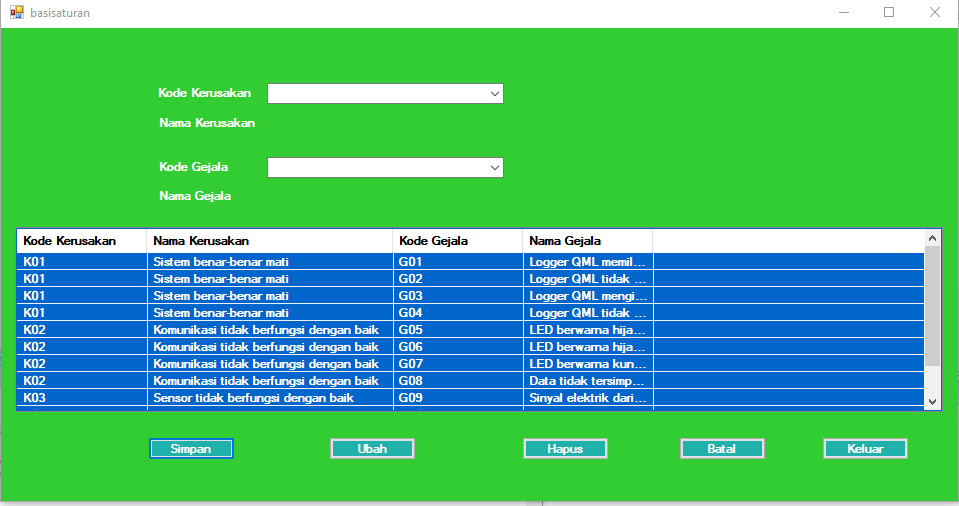 basisaturan
Kode Kerusakan
Nama Kerusakan
Kode Gejala
Nama Gejala
Kode Kerusakan Nama Kerusakan Kode Gejala Nama Gejala
K01 Sistem benar-benar mati G01 Logger QML memil...
K01 Sistem benar-benar mati G02 Logger QML tidak ...
K01 Sistem benar-benar mati G03 Logger QML mengi...
K01 Sistem benar-benar mati G04 Logger QML tidak ...
K02 Komunikasi tidak berfungsi dengan baik G05 LED berwarna hija...
K02 Komunikasi tidak berfungsi dengan baik G06 LED berwarna hija...
K02 Komunikasi tidak berfungsi dengan baik G07 LED berwarna kun...
K02 Komunikasi tidak berfungsi dengan baik G08 Data tidak tersimp...
K03 Sensor tidak berfungsi dengan baik G09 Sinyal elektrik dari...
Simpan Ubah Hapus Batal Keluar